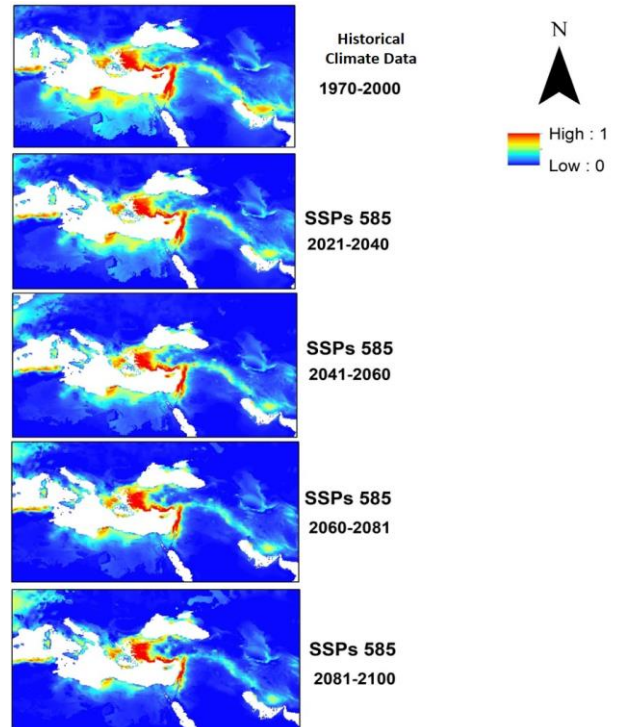 Historical
Climate Data
1970-2000
N
High : 1
Low : 0
SSPs 585
2021-2040
SSPs 585
2041-2060
SSPs 585
2060-2081
SSPs 585
2081-2100